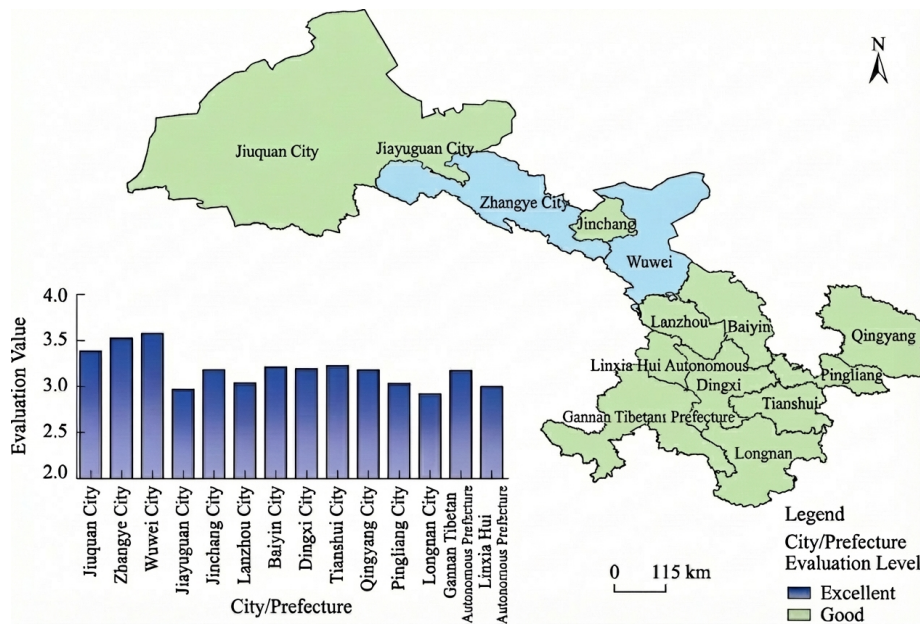 N
Jiuquan City
Jiayuguan City
Zhangye City
Jinchang
Wuwei
Lanzhou
Baiyin
Qingyang
Linxia Hui Autonomous
Dingxi
Pingliang
Tianshui
Gannan Tibetant Prefecture
Longnan
Evaluation Value
4.0
3.5
3.0
2.5
2.0
Jiuquan City
Zhangye City
Wuwei City
Jiayuguan City
Jinchang City
Lanzhou City
Baiyin City
Dingxi City
Tianshui City
Qingyang City
Pingliang City
Longnan City
Gannan Tibetan
Autonomous Prefecture
Linxia Hui
Autonomous Prefecture
City/Prefecture
0 115 km
Legend
City/Prefecture
Evaluation Level
Excellent
Good